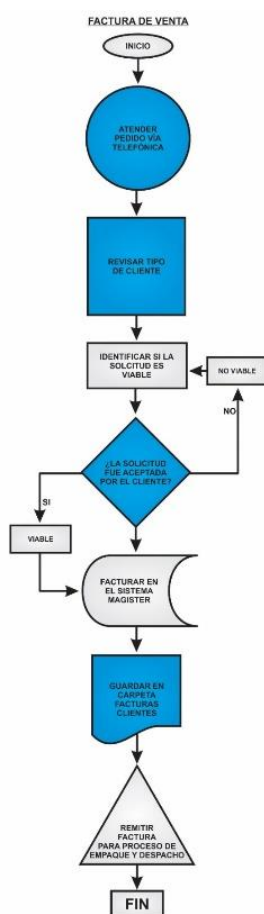 FACTURA DE VENTA
INICIO
ATENDER
PEDIDO VÍA
TELEFÓNICA
REVISAR TIPO
DE CLIENTE
IDENTIFICAR SI LA
SOLCITUD ES
VIABLE
NO VIABLE
NO
¿LA SOLICITUD
FUE ACEPTADA
POR EL CLIENTE?
SI
VIABLE
FACTURAR EN
EL SISTEMA
MAGISTER
GUARDAR EN
CARPETA
FACTURAS
CLIENTES
REMITIR
FACTURA
PARA PROCESO DE
EMPAQUE Y DESPACHO
FIN